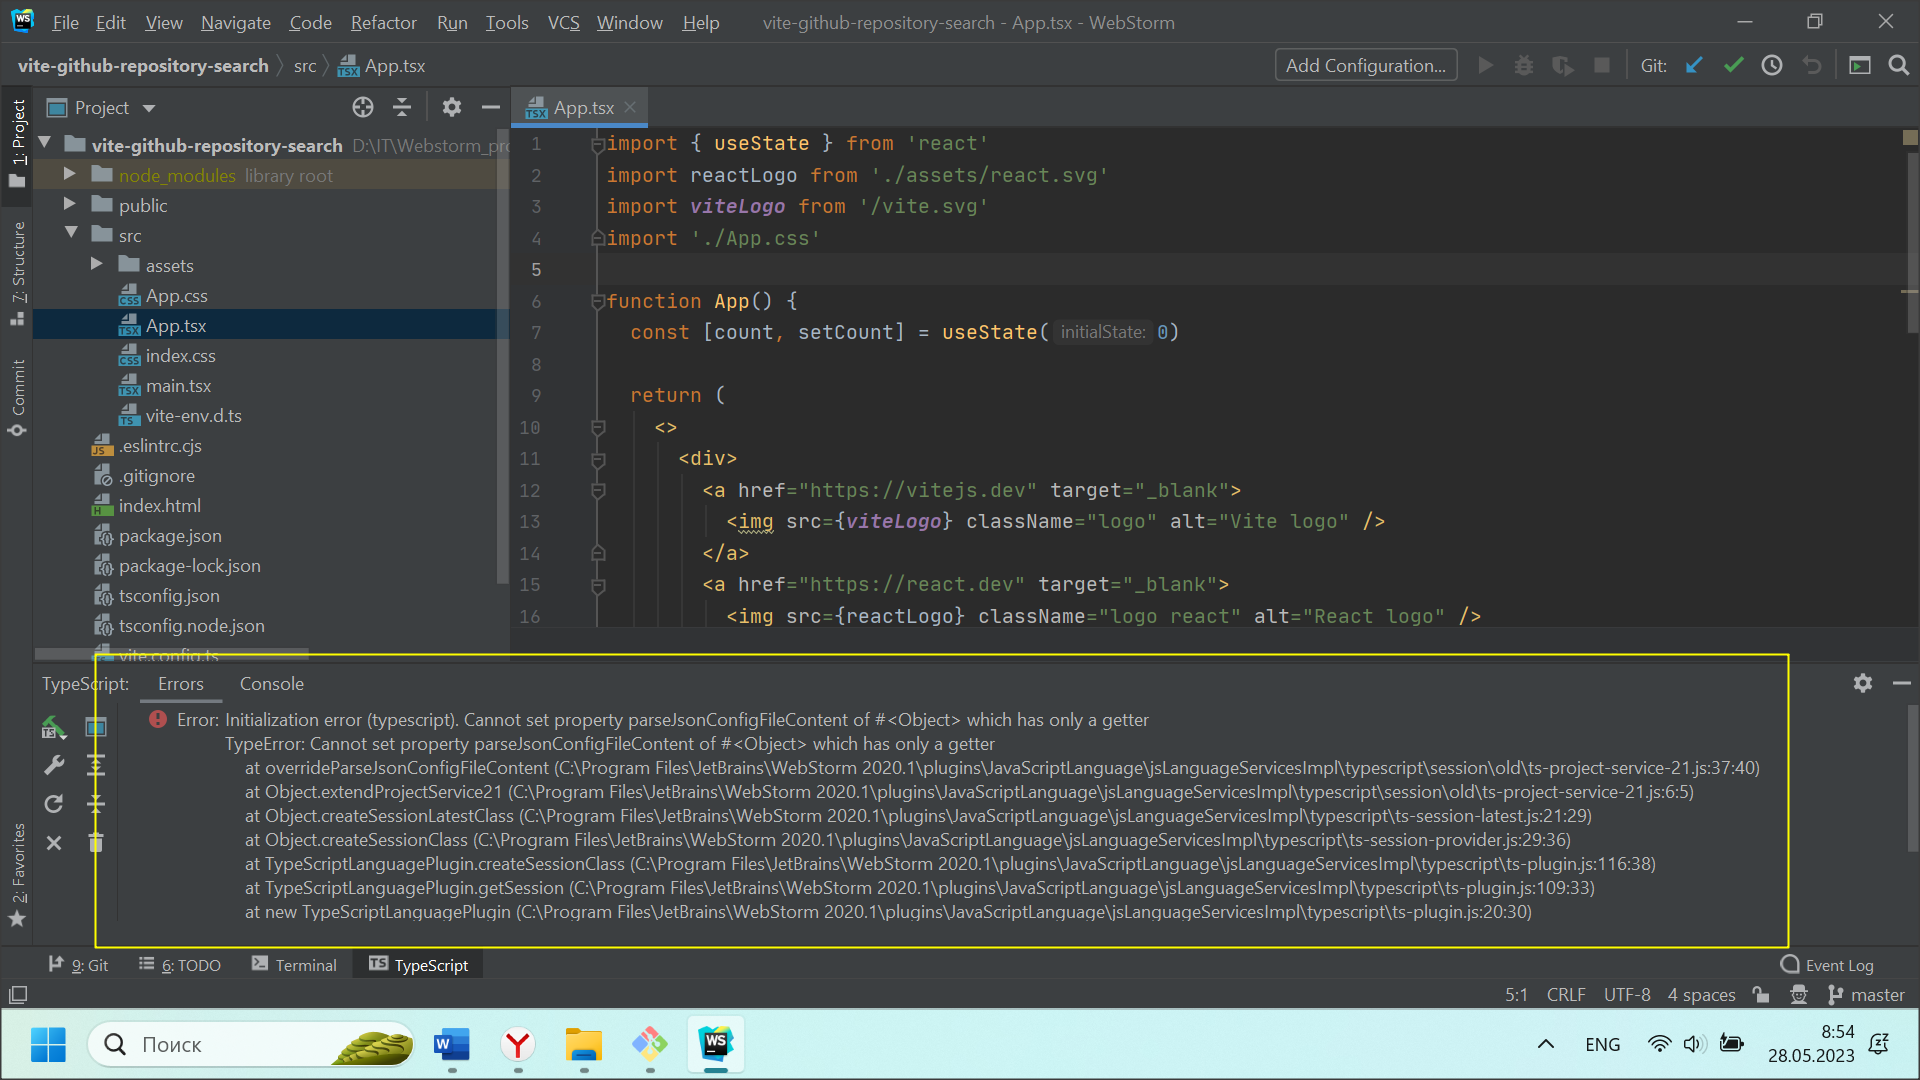 File Edit View Navigate Code Refactor Run Tools VCS Window Help vite-github-repository-search - App.tsx - WebStorm
vite-github-repository-search src App.tsx Add Configuration... Git:
Project
App.tsx
1: Project
7: Structure
Commit
2: Favorites
vite-github-repository-search D:\IT\Webstorm_pro
node_modules library root
public
src
assets
App.css
App.tsx
index.css
main.tsx
vite-env.d.ts
.eslintrc.cjs
.gitignore
index.html
package.json
package-lock.json
tsconfig.json
tsconfig.node.json
vite.config.ts
1 import { useState } from 'react'
2 import reactLogo from './assets/react.svg'
3 import viteLogo from '/vite.svg'
4 import './App.css'
5
6 function App() {
7 const [count, setCount] = useState( initialState: 0)
8
9 return (
10 <>
11 <div>
12 <a href="https://vitejs.dev" target="_blank">
13 <img src={viteLogo} className="logo" alt="Vite logo" />
14 </a>
15 <a href="https://react.dev" target="_blank">
16 <img src={reactLogo} className="logo react" alt="React logo" />
TypeScript: Errors Console
Error: Initialization error (typescript). Cannot set property parseJsonConfigFileContent of #<Object> which has only a getter
TypeError: Cannot set property parseJsonConfigFileContent of #<Object> which has only a getter
at overrideParseJsonConfigFileContent (C:\Program Files\JetBrains\WebStorm 2020.1\plugins\JavaScriptLanguage\jsLanguageServicesImpl\typescript\session\old\ts-project-service-21.js:37:40)
at Object.extendProjectService21 (C:\Program Files\JetBrains\WebStorm 2020.1\plugins\JavaScriptLanguage\jsLanguageServicesImpl\typescript\session\old\ts-project-service-21.js:6:5)
at Object.createSessionLatestClass (C:\Program Files\JetBrains\WebStorm 2020.1\plugins\JavaScriptLanguage\jsLanguageServicesImpl\typescript\ts-session-latest.js:21:29)
at Object.createSessionClass (C:\Program Files\JetBrains\WebStorm 2020.1\plugins\JavaScriptLanguage\jsLanguageServicesImpl\typescript\ts-session-provider.js:29:36)
at TypeScriptLanguagePlugin.createSessionClass (C:\Program Files\JetBrains\WebStorm 2020.1\plugins\JavaScriptLanguage\jsLanguageServicesImpl\typescript\ts-plugin.js:116:38)
at TypeScriptLanguagePlugin.getSession (C:\Program Files\JetBrains\WebStorm 2020.1\plugins\JavaScriptLanguage\jsLanguageServicesImpl\typescript\ts-plugin.js:109:33)
at new TypeScriptLanguagePlugin (C:\Program Files\JetBrains\WebStorm 2020.1\plugins\JavaScriptLanguage\jsLanguageServicesImpl\typescript\ts-plugin.js:20:30)
9: Git 6: TODO Terminal TypeScript Event Log
5:1 CRLF UTF-8 4 spaces master
Поиск
ENG
8:54
28.05.2023